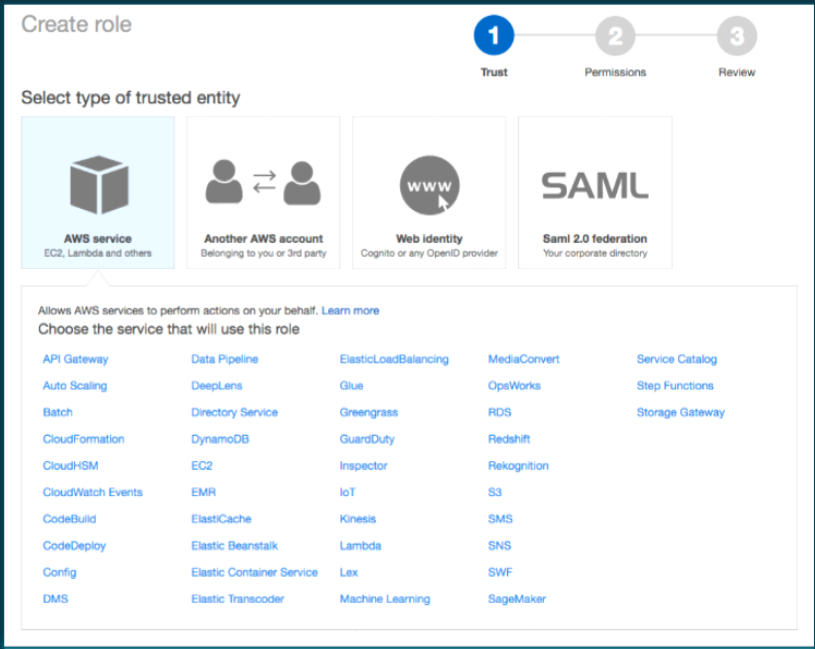 Create role
1
2
3
Trust
Permissions
Review
Select type of trusted entity
AWS service
EC2, Lambda and others
Another AWS account
Belonging to you or 3rd party
www
Web identity
Cognito or any OpenID provider
SAML
Saml 2.0 federation
Your corporate directory
Allows AWS services to perform actions on your behalf. Learn more
Choose the service that will use this role
API Gateway Data Pipeline ElasticLoadBalancing MediaConvert Service Catalog
Auto Scaling DeepLens Glue OpsWorks Step Functions
Batch Directory Service Greengrass RDS Storage Gateway
CloudFormation DynamoDB GuardDuty Redshift
CloudHSM EC2 Inspector Rekognition
CloudWatch Events EMR IoT S3
CodeBuild ElastiCache Kinesis SMS
CodeDeploy Elastic Beanstalk Lambda SNS
Config Elastic Container Service Lex SWF
DMS Elastic Transcoder Machine Learning SageMaker